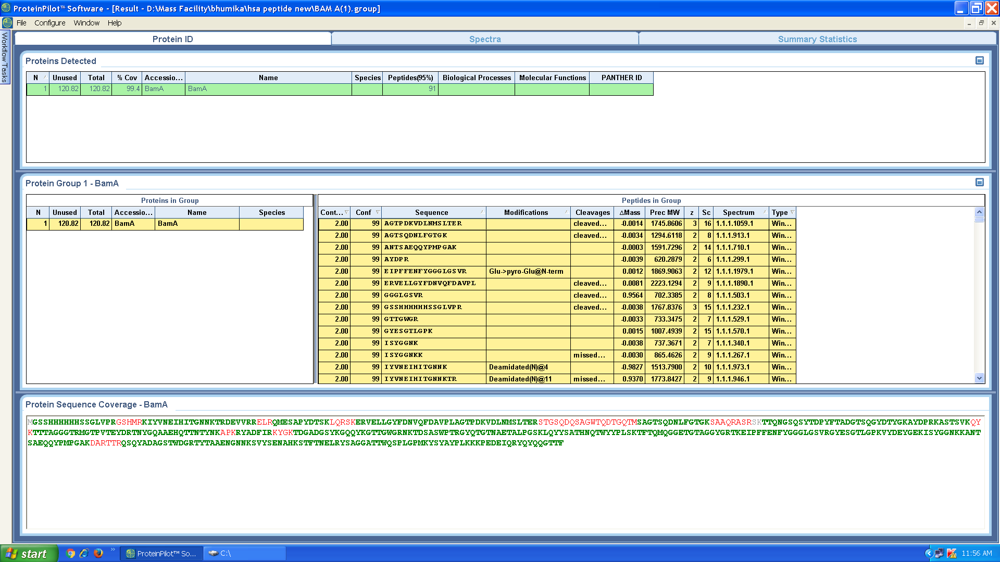 ProteinPilot™ Software - [Result - D:\Mass Facility\bhumika\hsa peptide new\BAM A(1).group]
File Configure Window Help
Workflow Tasks
Protein ID Spectra Summary Statistics
Proteins Detected
N Unused Total % Cov Accessio... Name Species Peptides(95%) Biological Processes Molecular Functions PANTHER ID
1 120.82 120.82 99.4 BamA BamA 91
Protein Group 1 - BamA
Proteins in Group
N Unused Total Accessio... Name Species
1 120.82 120.82 BamA BamA
Peptides in Group
Cont... Conf Sequence Modifications Cleavages ΔMass Prec MW z Sc Spectrum Type
2.00 99 AGTPDKVDLNMSLTER cleaved... -0.0014 1745.8606 3 16 1.1.1.1059.1 Win...
2.00 99 AGTSQDNLFGTGK cleaved... -0.0034 1294.6118 2 8 1.1.1.913.1 Win...
2.00 99 ANTSAEQQYPMPGAK -0.0003 1591.7296 2 14 1.1.1.710.1 Win...
2.00 99 AYDPR -0.0039 620.2879 2 6 1.1.1.299.1 Win...
2.00 99 EIPFFENFYGGGLGSVR Glu->pyro-Glu@N-term 0.0012 1869.9063 2 12 1.1.1.1979.1 Win...
2.00 99 ERVELLGYFDNVQFDAVPL cleaved... 0.0081 2223.1294 2 9 1.1.1.1890.1 Win...
2.00 99 GGGLGSVR cleaved... 0.9564 702.3385 2 8 1.1.1.503.1 Win...
2.00 99 GSSHHHHHHSSGLVPR cleaved... -0.0038 1767.8376 3 15 1.1.1.232.1 Win...
2.00 99 GTTGWGR -0.0033 733.3475 2 7 1.1.1.529.1 Win...
2.00 99 GYESGTLGPK 0.0015 1007.4939 2 15 1.1.1.570.1 Win...
2.00 99 ISYGGNK -0.0038 737.3671 2 7 1.1.1.340.1 Win...
2.00 99 ISYGGNKK missed... -0.0030 865.4626 2 9 1.1.1.267.1 Win...
2.00 99 IYVNEIHITGNNK Deamidated(N)@4 -0.9827 1513.7900 2 10 1.1.1.973.1 Win...
2.00 99 IYVNEIHITGNNKTR Deamidated(N)@11 missed... 0.9370 1773.8427 2 9 1.1.1.946.1 Win...
Protein Sequence Coverage - BamA
MGSSHHHHHHSSGLVPRGSHMRKIYVNEIHITGNNKTRDEVVRRELRQMESAPYDTSKLQRSKERVELLGYFDNVQFDAVPLAGTPDKVDLNMSLTERSTGSQDQSAGWTQDTGQTMSAGTSQDNLFGTGKSAAQRASRSKTTQNGSQSYTDPYFTADGTSQGYDTYGKAYDPRKASTSVKQY
KTTTAGGGTRMGTPVTEYDRTNYGQAAEHQTTNTYNKAPKRYADFIRKYGKTDGADGSYKGQQYKGTTGWGRNKTDSASWPTRGYQTGTNAETALPGSKLQYYSATHNQTWYYPLSKTFTQMQGGETGTAGGYGRTKEIPFFENFYGGGLGSVRGYESGTLGPKVYDEYGEKISYGGNKKANT
SAEQQYPMPGAKDARTTRQSQYADAGSTWDGRTYTAAENGNNKSVYSENAHKSTFTNELRYSAGGATTWQSPLGPMKYSYAYPLKKKPEDEIQRYQYQQGTTF
start ProteinPilot™ So... C:\ 11:56 AM